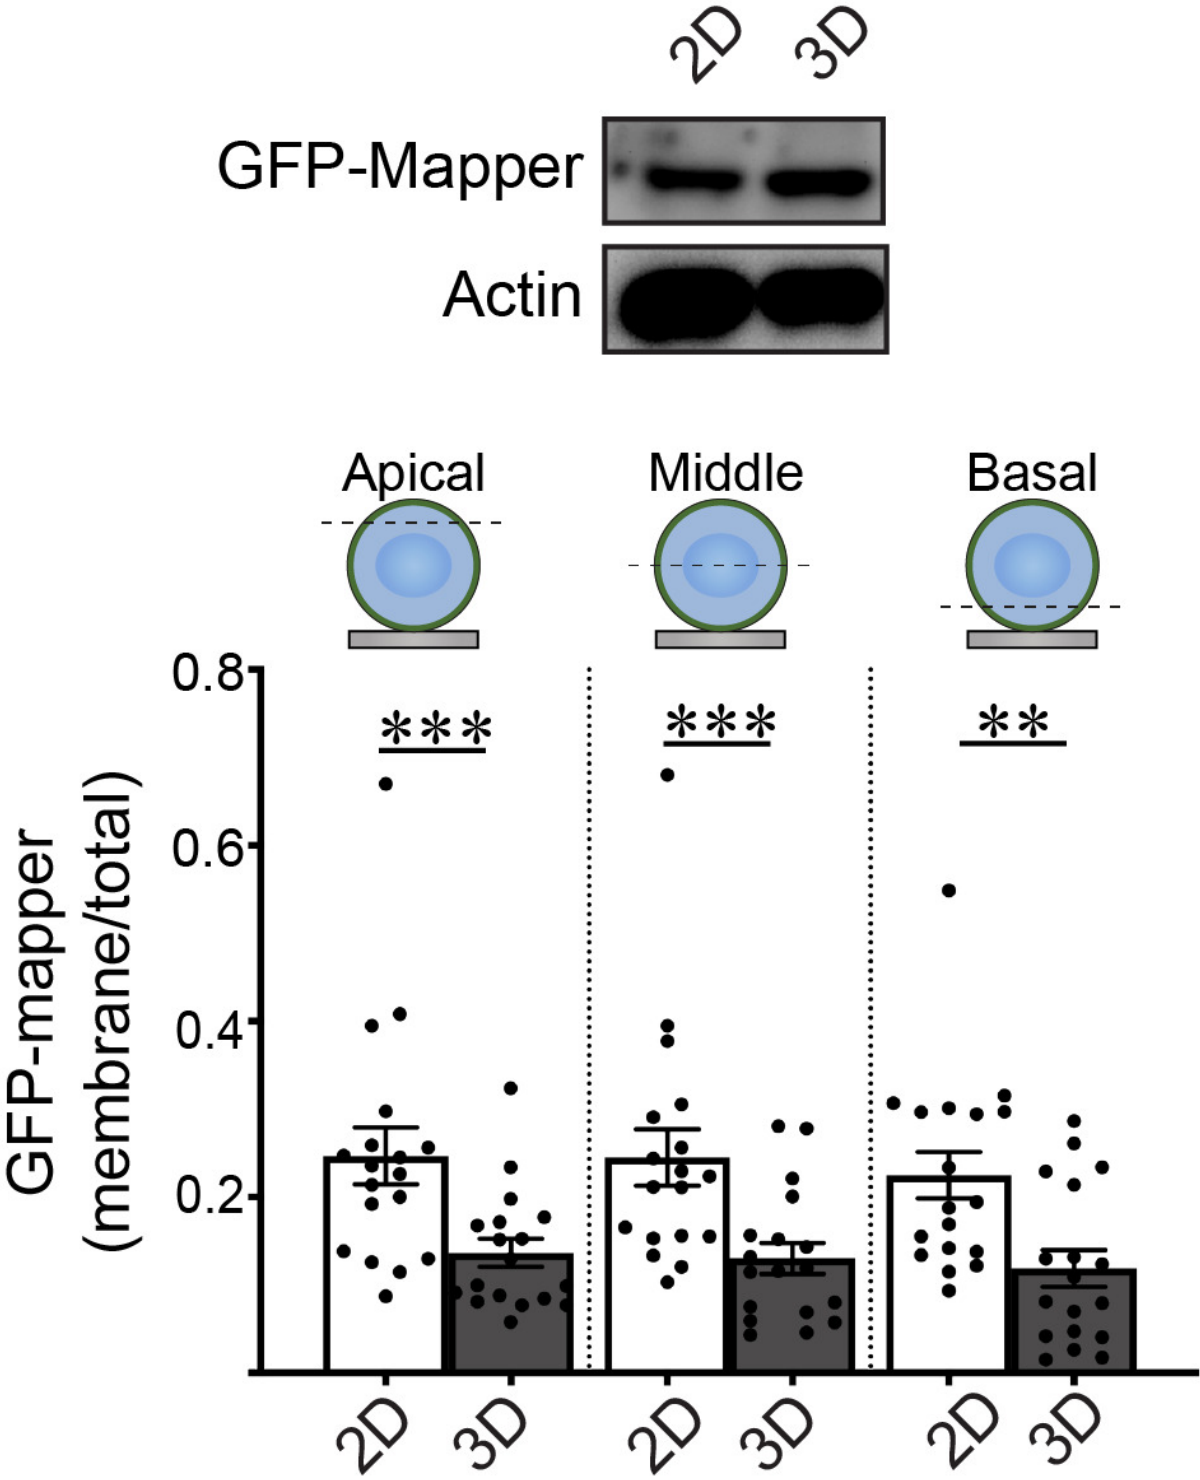 2D 3D
GFP-Mapper
Actin
Apical Middle Basal
*** *** **
GFP-mapper
(membrane/total)
0.8
0.6
0.4
0.2
2D 3D 2D 3D 2D 3D